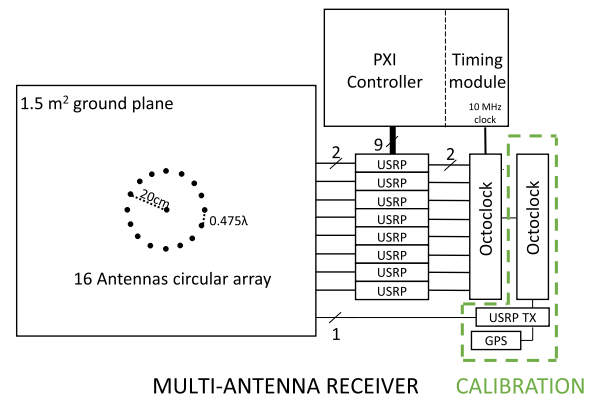 PXI
Controller
Timing
module
10 MHz
clock
1.5 m² ground plane
20cm
0.475λ
16 Antennas circular array
2
9
2
USRP
USRP
USRP
USRP
USRP
USRP
USRP
USRP
Octoclock
Octoclock
1
USRP TX
GPS
MULTI-ANTENNA RECEIVER
CALIBRATION